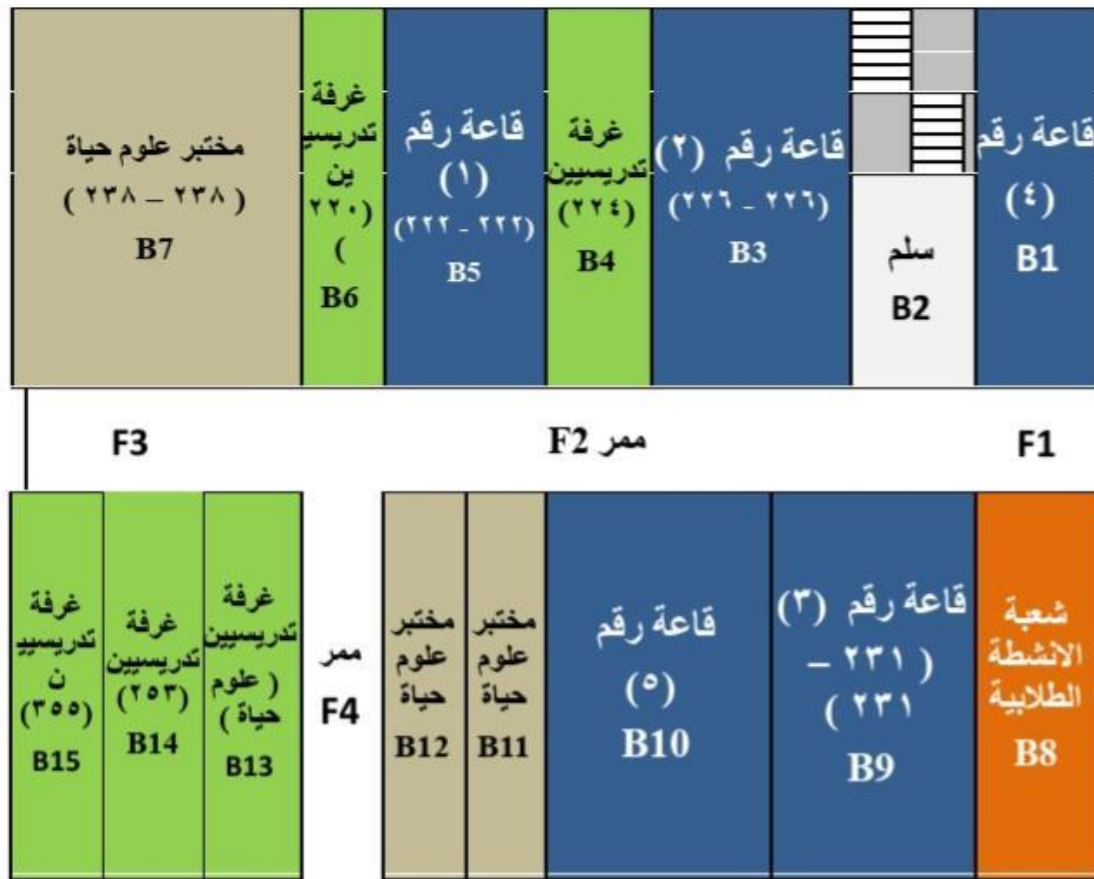 قاعة رقم
(٤)
B1
سلم
B2
قاعة رقم (٢)
(٢٢٦ - ٢٢٦)
B3
غرفة
تدريسيين
(٢٢٤)
B4
قاعة رقم
(١)
(٢٢٢ - ٢٢٢)
B5
غرفة
تدريسي
ين
(٢٢٠
)
B6
مختبر علوم حياة
( ٢٣٨ – ٢٣٨ )
B7
F1
ممر F2
F3
شعبة
الانشطة
الطلابية
B8
قاعة رقم (٣)
( ٢٣١ –
٢٣١ )
B9
قاعة رقم
(٥)
B10
مختبر
علوم
حياة
B11
مختبر
علوم
حياة
B12
ممر
F4
غرفة
تدريسيين
( علوم
حياة )
B13
غرفة
تدريسيين
(٢٥٣)
B14
غرفة
تدريسي
ن
(٣٥٥)
B15